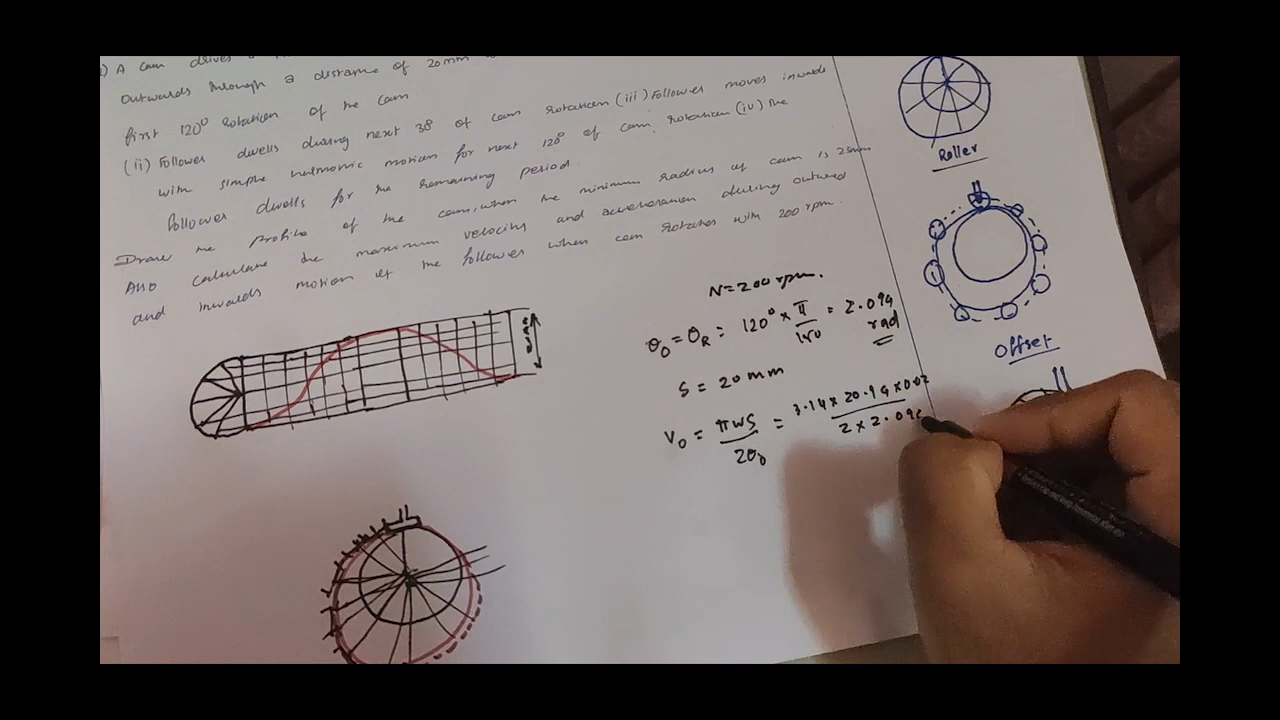 ) A cam drives a
outwards through a distance of 20mm
first 120° rotation of the cam
(ii) Follower dwells during next 30 of cam rotation (iii) Follower moves inwards
with simple harmonic motion for next 120° of cam rotation (iv) The
follower dwells for the remaining period.
Draw the profile of the cam, when the minimum radius of cam is 25mm
Also calculate the maximum velocity and acceleration during outward
and inwards motion of the follower when cam rotates with 200 rpm.
N = 200 rpm.
θ₀ = θR = 120° × π/180 = 2.094 rad
S = 20 mm
V₀ = πWS/2θ₀ = 3.14 × 20.94 × 0.02/2 × 2.094
20mm
Roller
Offset